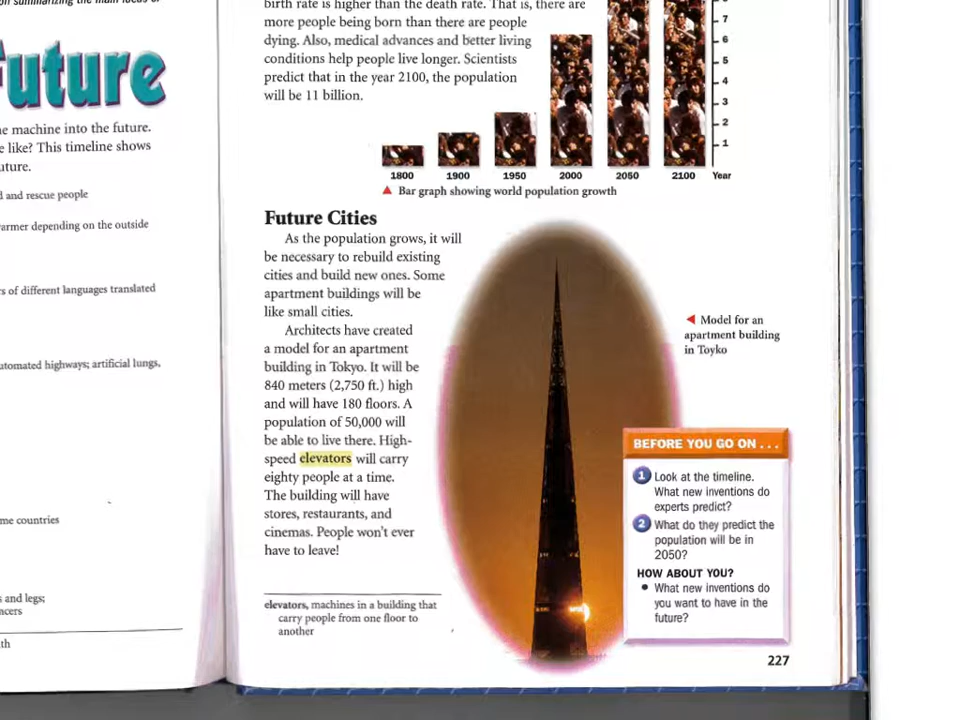 Future
ne machine into the future.
e like? This timeline shows
uture.
d and rescue people
armer depending on the outside
s of different languages translated
utomated highways; artificial lungs,
me countries
s and legs;
ncers
th
birth rate is higher than the death rate. That is, there are
more people being born than there are people
dying. Also, medical advances and better living
conditions help people live longer. Scientists
predict that in the year 2100, the population
will be 11 billion.
7
6
5
4
3
2
1
1800 1900 1950 2000 2050 2100 Year
▲ Bar graph showing world population growth
Future Cities
As the population grows, it will
be necessary to rebuild existing
cities and build new ones. Some
apartment buildings will be
like small cities.
Architects have created
a model for an apartment
building in Tokyo. It will be
840 meters (2,750 ft.) high
and will have 180 floors. A
population of 50,000 will
be able to live there. High-
speed elevators will carry
eighty people at a time.
The building will have
stores, restaurants, and
cinemas. People won't ever
have to leave!
elevators, machines in a building that
carry people from one floor to
another
◀ Model for an
apartment building
in Toyko
BEFORE YOU GO ON . . .
1 Look at the timeline.
What new inventions do
experts predict?
2 What do they predict the
population will be in
2050?
HOW ABOUT YOU?
• What new inventions do
you want to have in the
future?
227